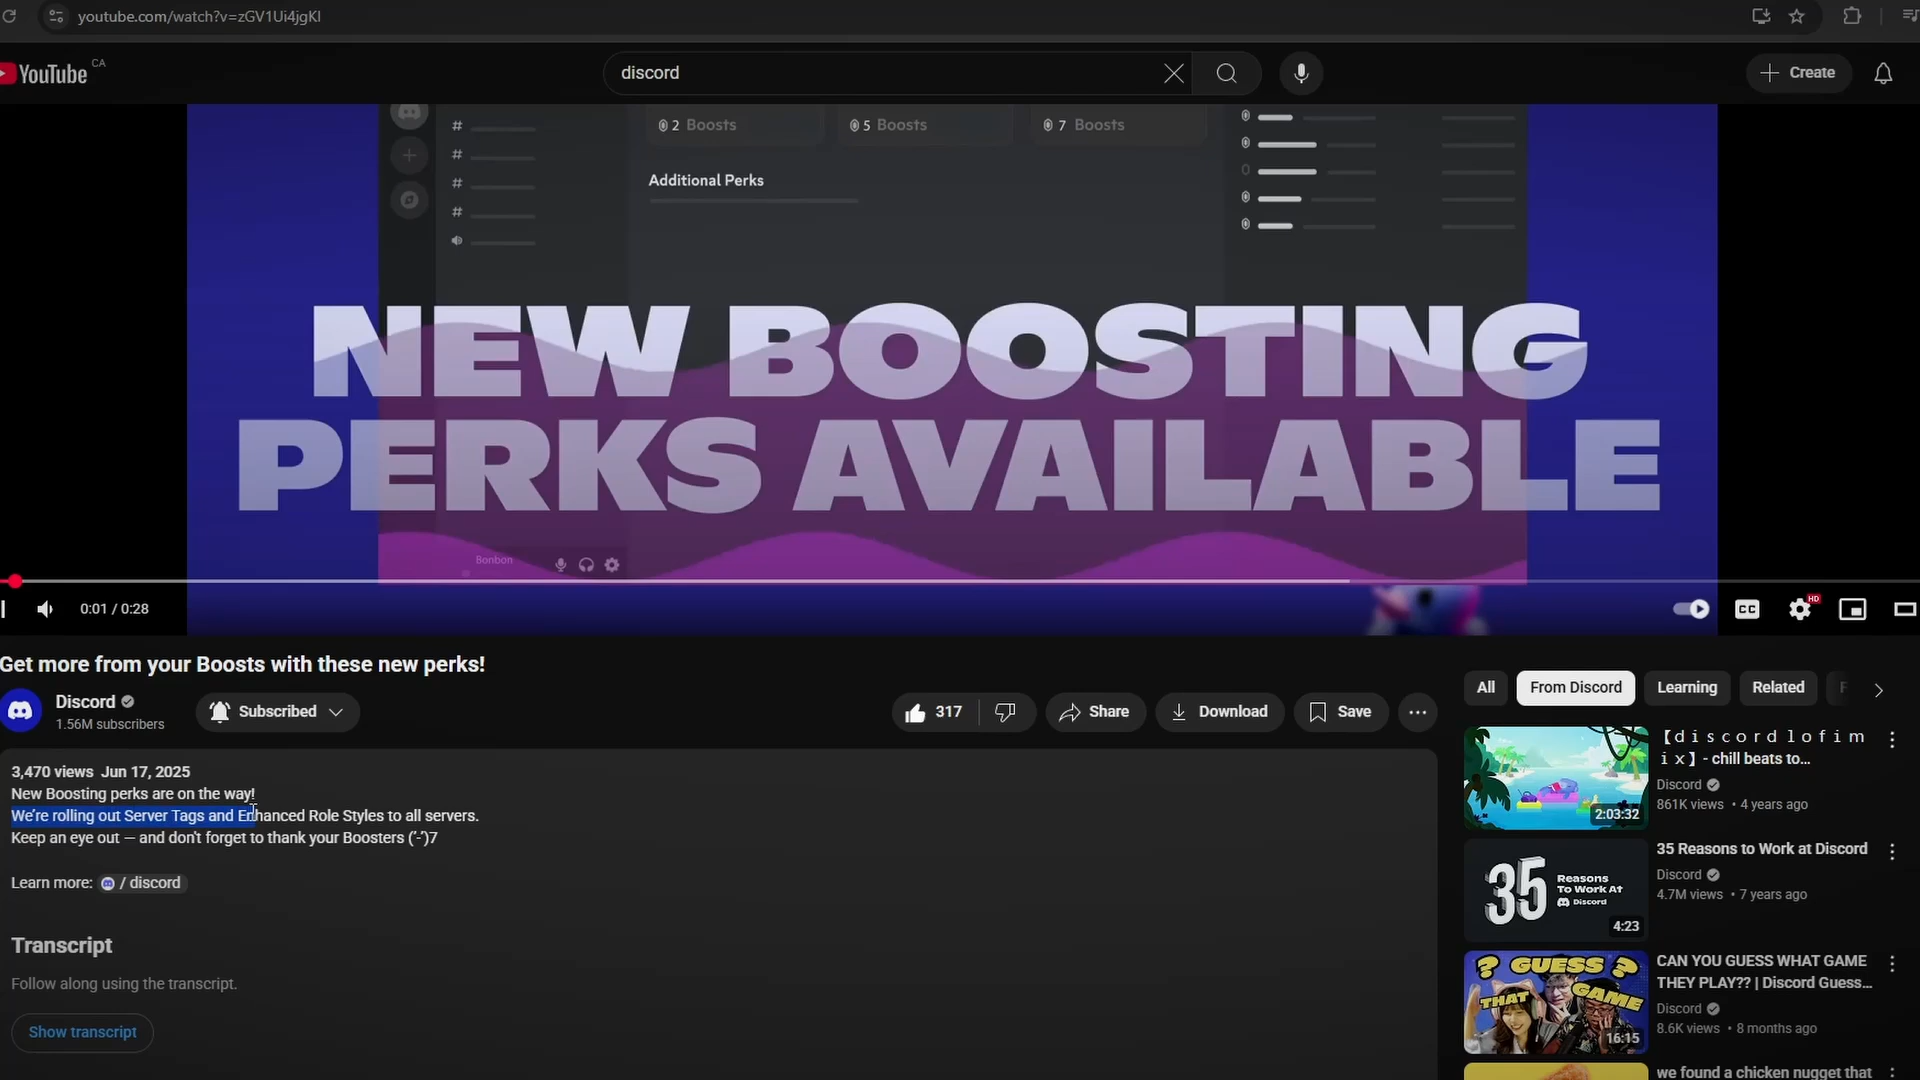 youtube.com/watch?v=zGV1Ui4jgKI
YouTube CA
discord
Create
2 Boosts
5 Boosts
7 Boosts
Additional Perks
NEW BOOSTING
PERKS AVAILABLE
Bonbon
0:01 / 0:28
CC
HD
Get more from your Boosts with these new perks!
Discord
1.56M subscribers
Subscribed
317
Share
Download
Save
3,470 views Jun 17, 2025
New Boosting perks are on the way!
We're rolling out Server Tags and Enhanced Role Styles to all servers.
Keep an eye out — and don't forget to thank your Boosters ('-')7
Learn more: / discord
Transcript
Follow along using the transcript.
Show transcript
All
From Discord
Learning
Related
【ｄｉｓｃｏｒｄ ｌｏｆｉ ｍ
ｉｘ】- chill beats to...
Discord
861K views • 4 years ago
2:03:32
35 Reasons to Work at Discord
Discord
4.7M views • 7 years ago
35 Reasons
To Work At
Discord
4:23
CAN YOU GUESS WHAT GAME
THEY PLAY?? | Discord Guess...
Discord
8.6K views • 8 months ago
? GUESS ?
THAT GAME
16:15
we found a chicken nugget that